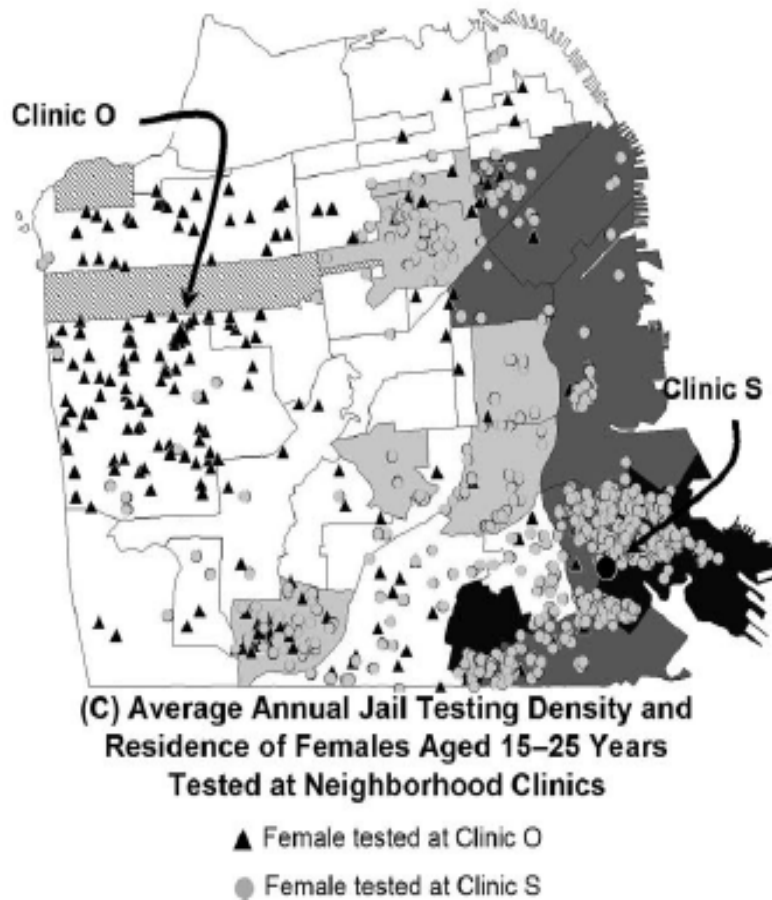 Clinic O
Clinic S
(C) Average Annual Jail Testing Density and
Residence of Females Aged 15–25 Years
Tested at Neighborhood Clinics
Female tested at Clinic O
Female tested at Clinic S